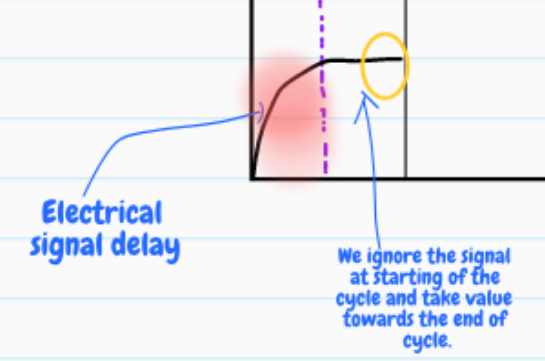 Electrical
signal delay
We ignore the signal
at starting of the
cycle and take value
towards the end of
cycle.